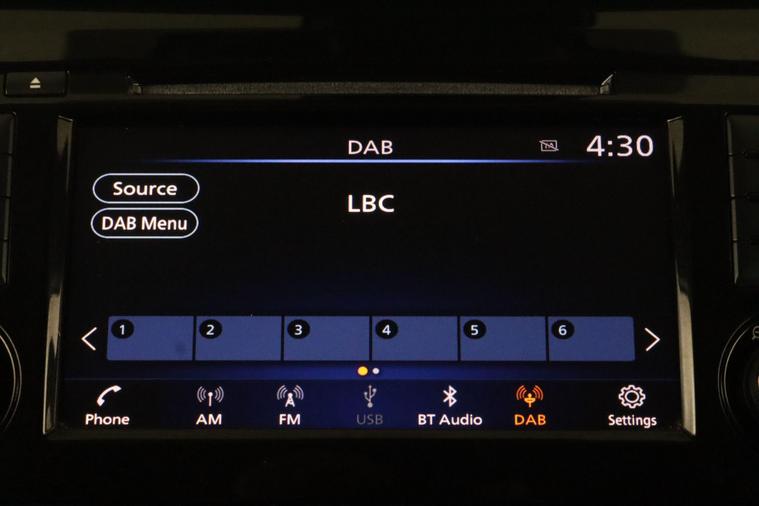 DAB
TA
4:30
Source
LBC
DAB Menu
1 2 3 4 5 6
Phone AM FM USB BT Audio DAB Settings